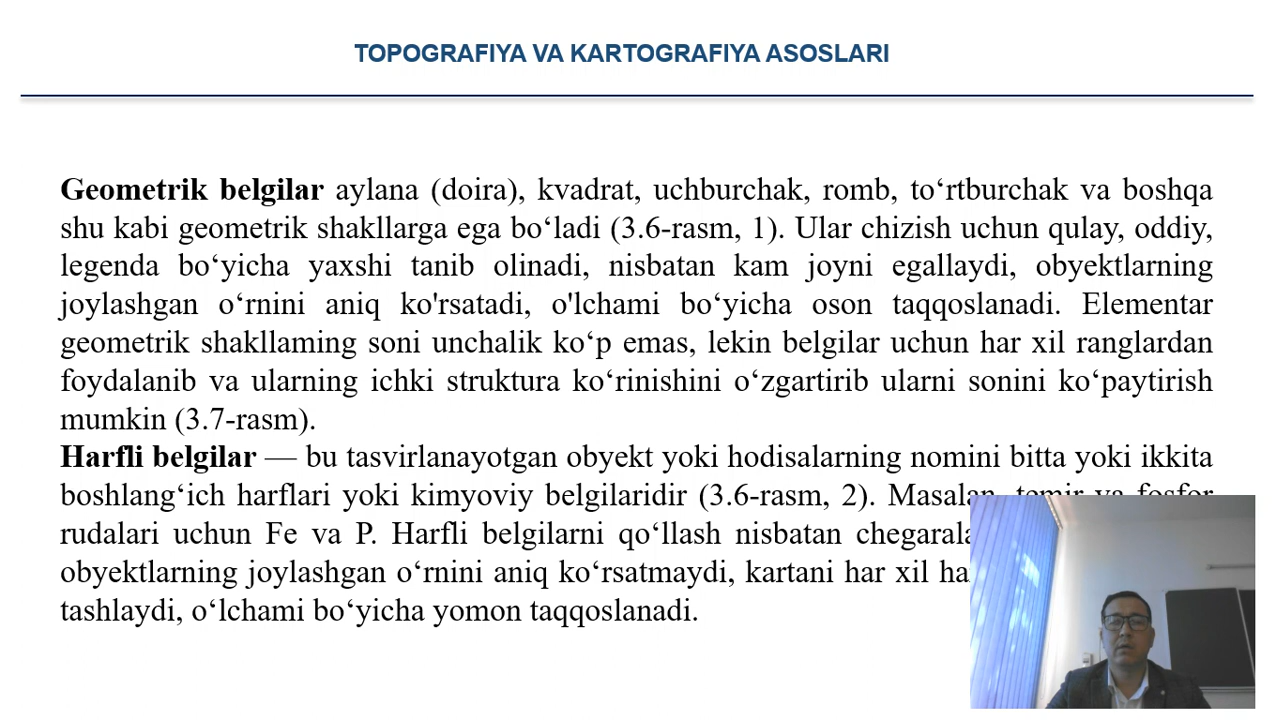 TOPOGRAFIYA VA KARTOGRAFIYA ASOSLARI
Geometrik belgilar aylana (doira), kvadrat, uchburchak, romb, to‘rtburchak va boshqa
shu kabi geometrik shakllarga ega bo‘ladi (3.6-rasm, 1). Ular chizish uchun qulay, oddiy,
legenda bo‘yicha yaxshi tanib olinadi, nisbatan kam joyni egallaydi, obyektlarning
joylashgan o‘rnini aniq ko'rsatadi, o'lchami bo‘yicha oson taqqoslanadi. Elementar
geometrik shakllaming soni unchalik ko‘p emas, lekin belgilar uchun har xil ranglardan
foydalanib va ularning ichki struktura ko‘rinishini o‘zgartirib ularni sonini ko‘paytirish
mumkin (3.7-rasm).
Harfli belgilar — bu tasvirlanayotgan obyekt yoki hodisalarning nomini bitta yoki ikkita
boshlang‘ich harflari yoki kimyoviy belgilaridir (3.6-rasm, 2). Masalan, temir va fosfor
rudalari uchun Fe va P. Harfli belgilarni qo‘llash nisbatan
obyektlarning joylashgan o‘rnini aniq ko‘rsatmaydi, kartani har xil
tashlaydi, o‘lchami bo‘yicha yomon taqqoslanadi.